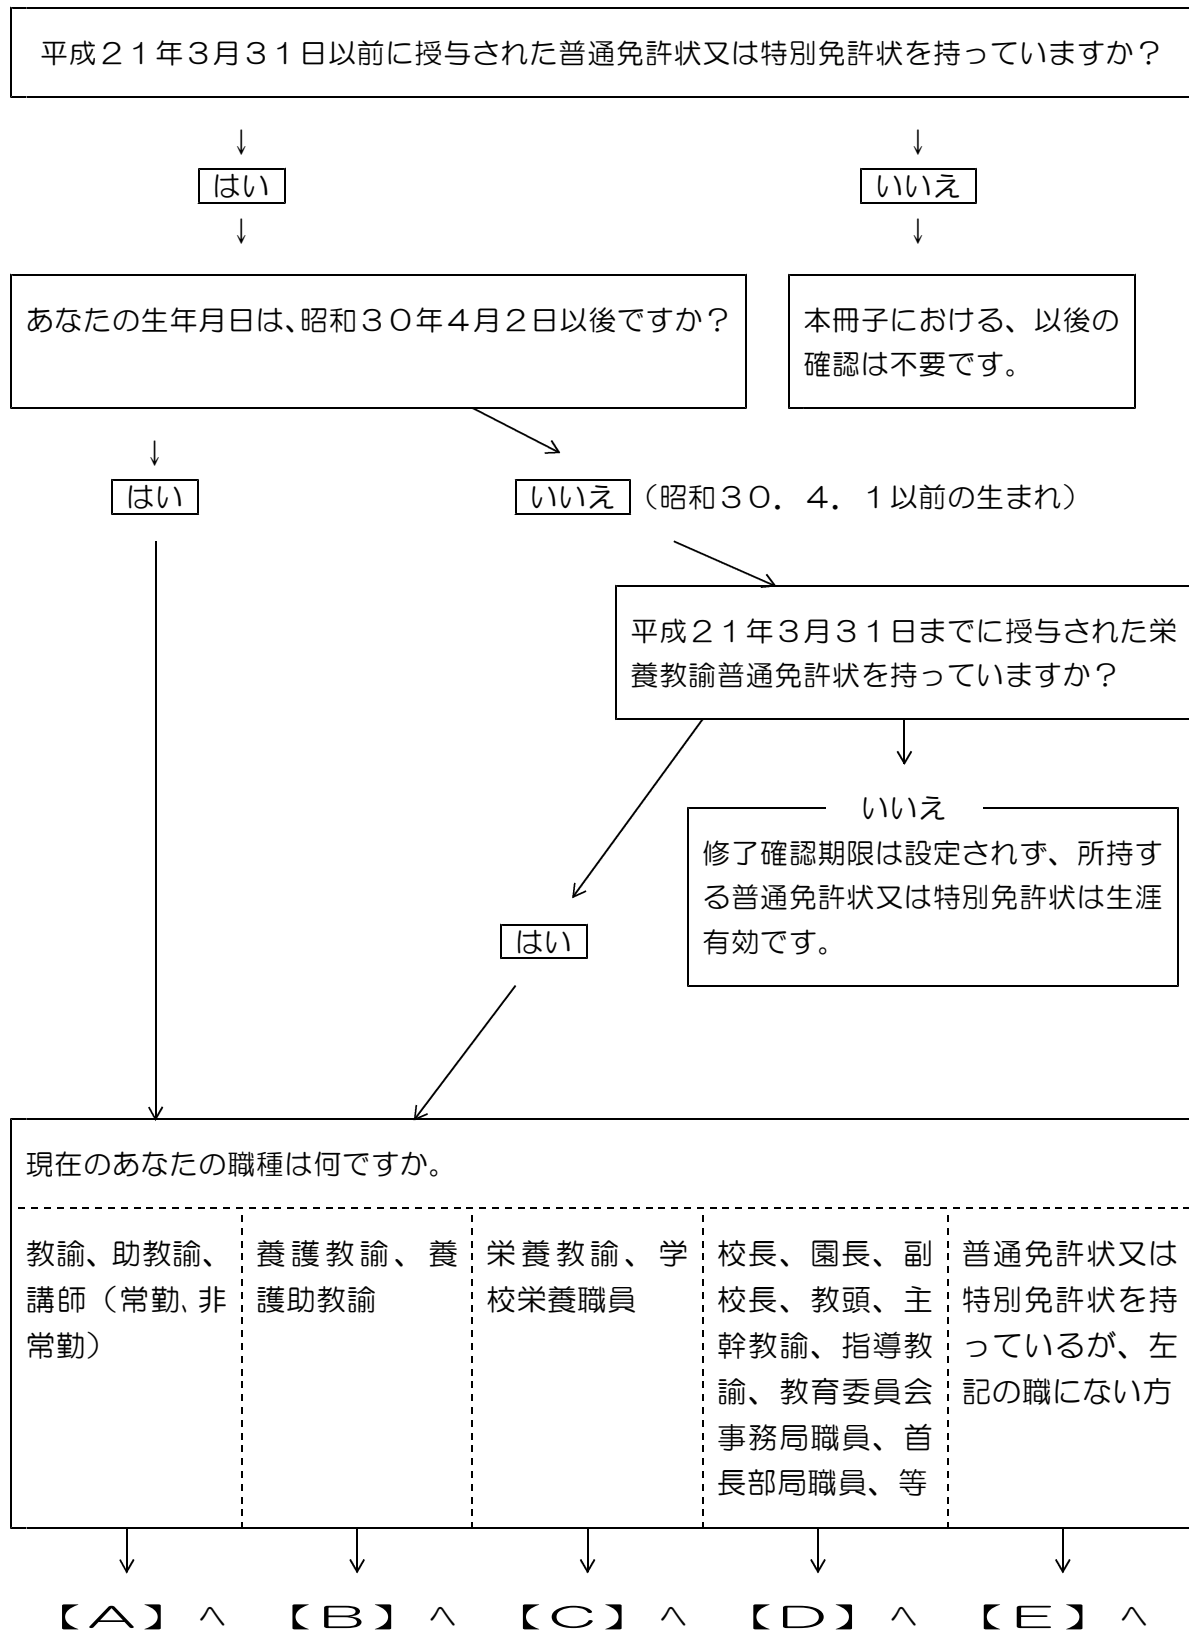 平成２１年３月３１日以前に授与された普通免許状又は特別免許状を持っていますか？
↓ ↓
はい いいえ
↓ ↓
あなたの生年月日は、昭和３０年４月２日以後ですか？
本冊子における、以後の
確認は不要です。
↓
はい
いいえ（昭和３０．４．１以前の生まれ）
平成２１年３月３１日までに授与された栄
養教諭普通免許状を持っていますか？
いいえ
修了確認期限は設定されず、所持す
る普通免許状又は特別免許状は生涯
有効です。
はい
現在のあなたの職種は何ですか。
教諭、助教諭、
講師（常勤、非
常勤）
養護教諭、養
護助教諭
栄養教諭、学
校栄養職員
校長、園長、副
校長、教頭、主
幹教諭、指導教
諭、教育委員会
事務局職員、首
長部局職員、等
普通免許状又は
特別免許状を持
っているが、左
記の職にない方
【Ａ】へ 【Ｂ】へ 【Ｃ】へ 【Ｄ】へ 【Ｅ】へ